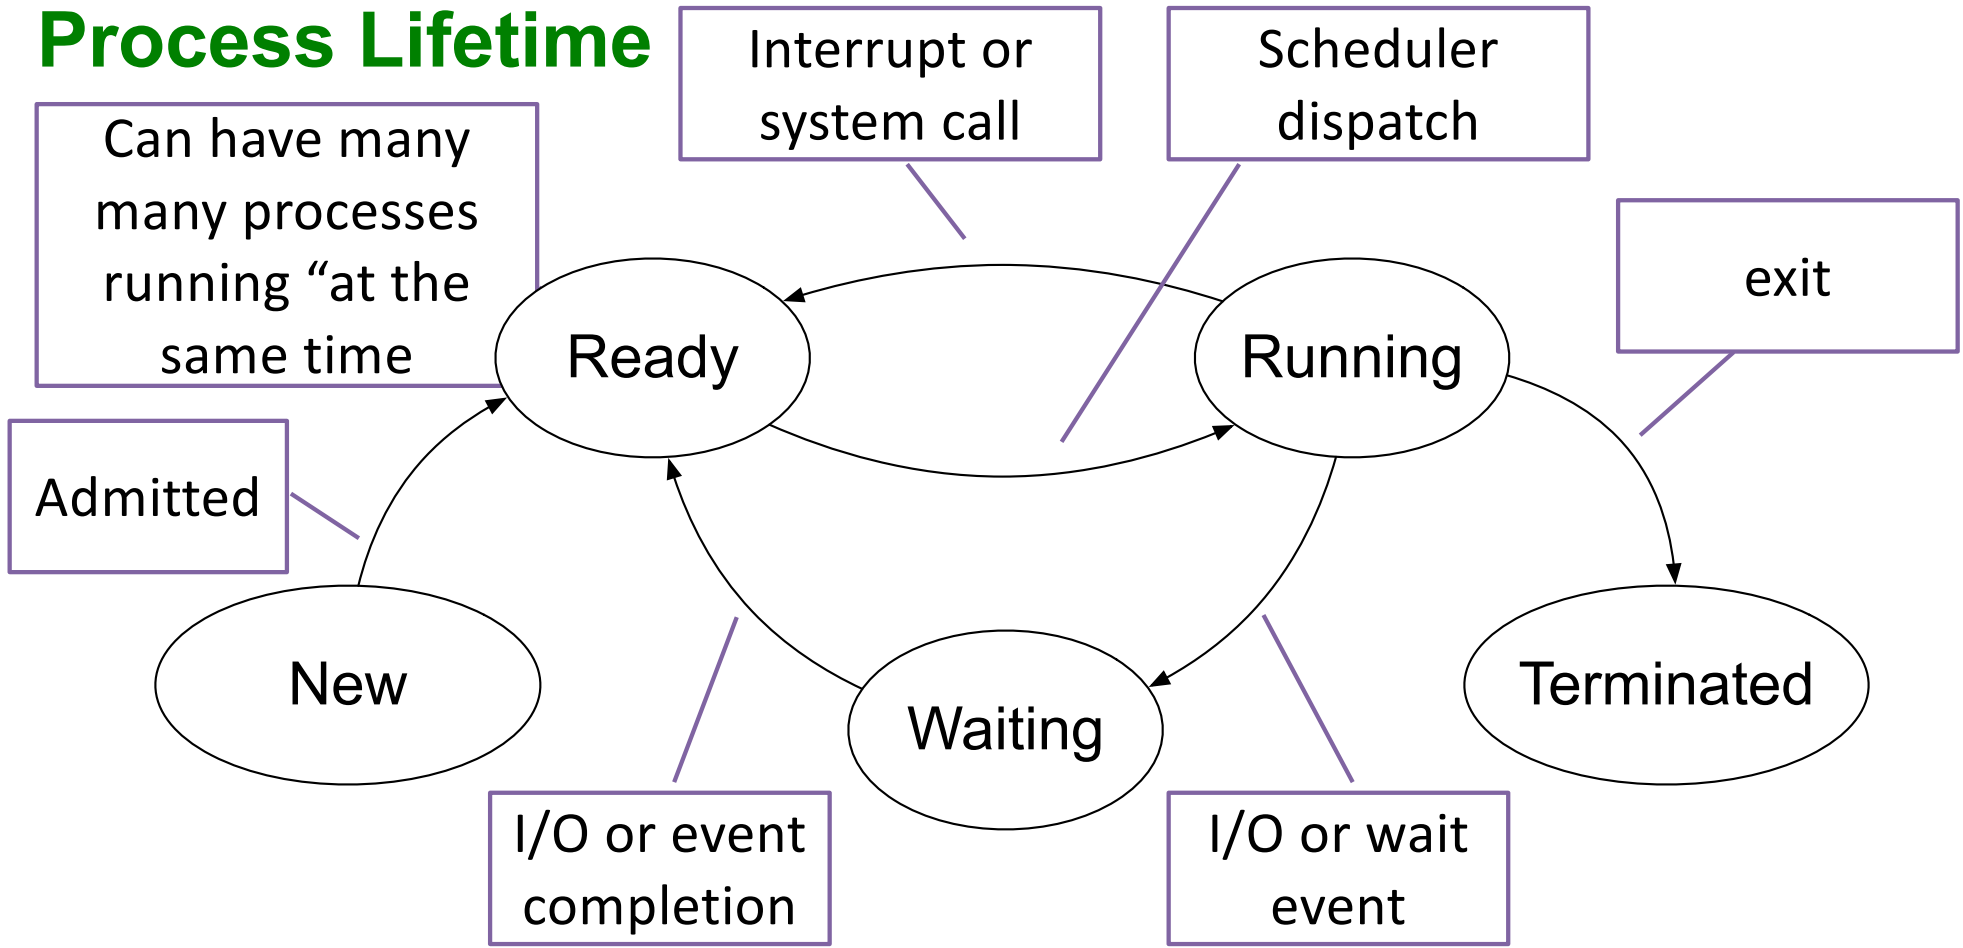 Process Lifetime
Interrupt or
system call
Scheduler
dispatch
Can have many
many processes
running “at the
same time
exit
Ready
Running
Admitted
New
Waiting
Terminated
I/O or event
completion
I/O or wait
event